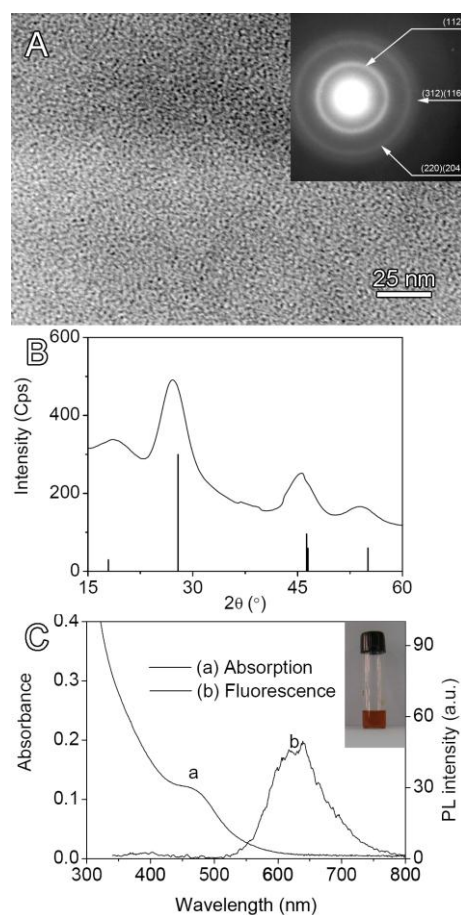 A
(112
(312)(116
(220)(204
25 nm
B
600
400
200
0
Intensity (Cps)
15
30
45
60
2θ (°)
C
0.4
0.3
0.2
0.1
0.0
Absorbance
(a) Absorption
(b) Fluorescence
a
b
90
60
30
0
PL intensity (a.u.)
300
400
500
600
700
800
Wavelength (nm)